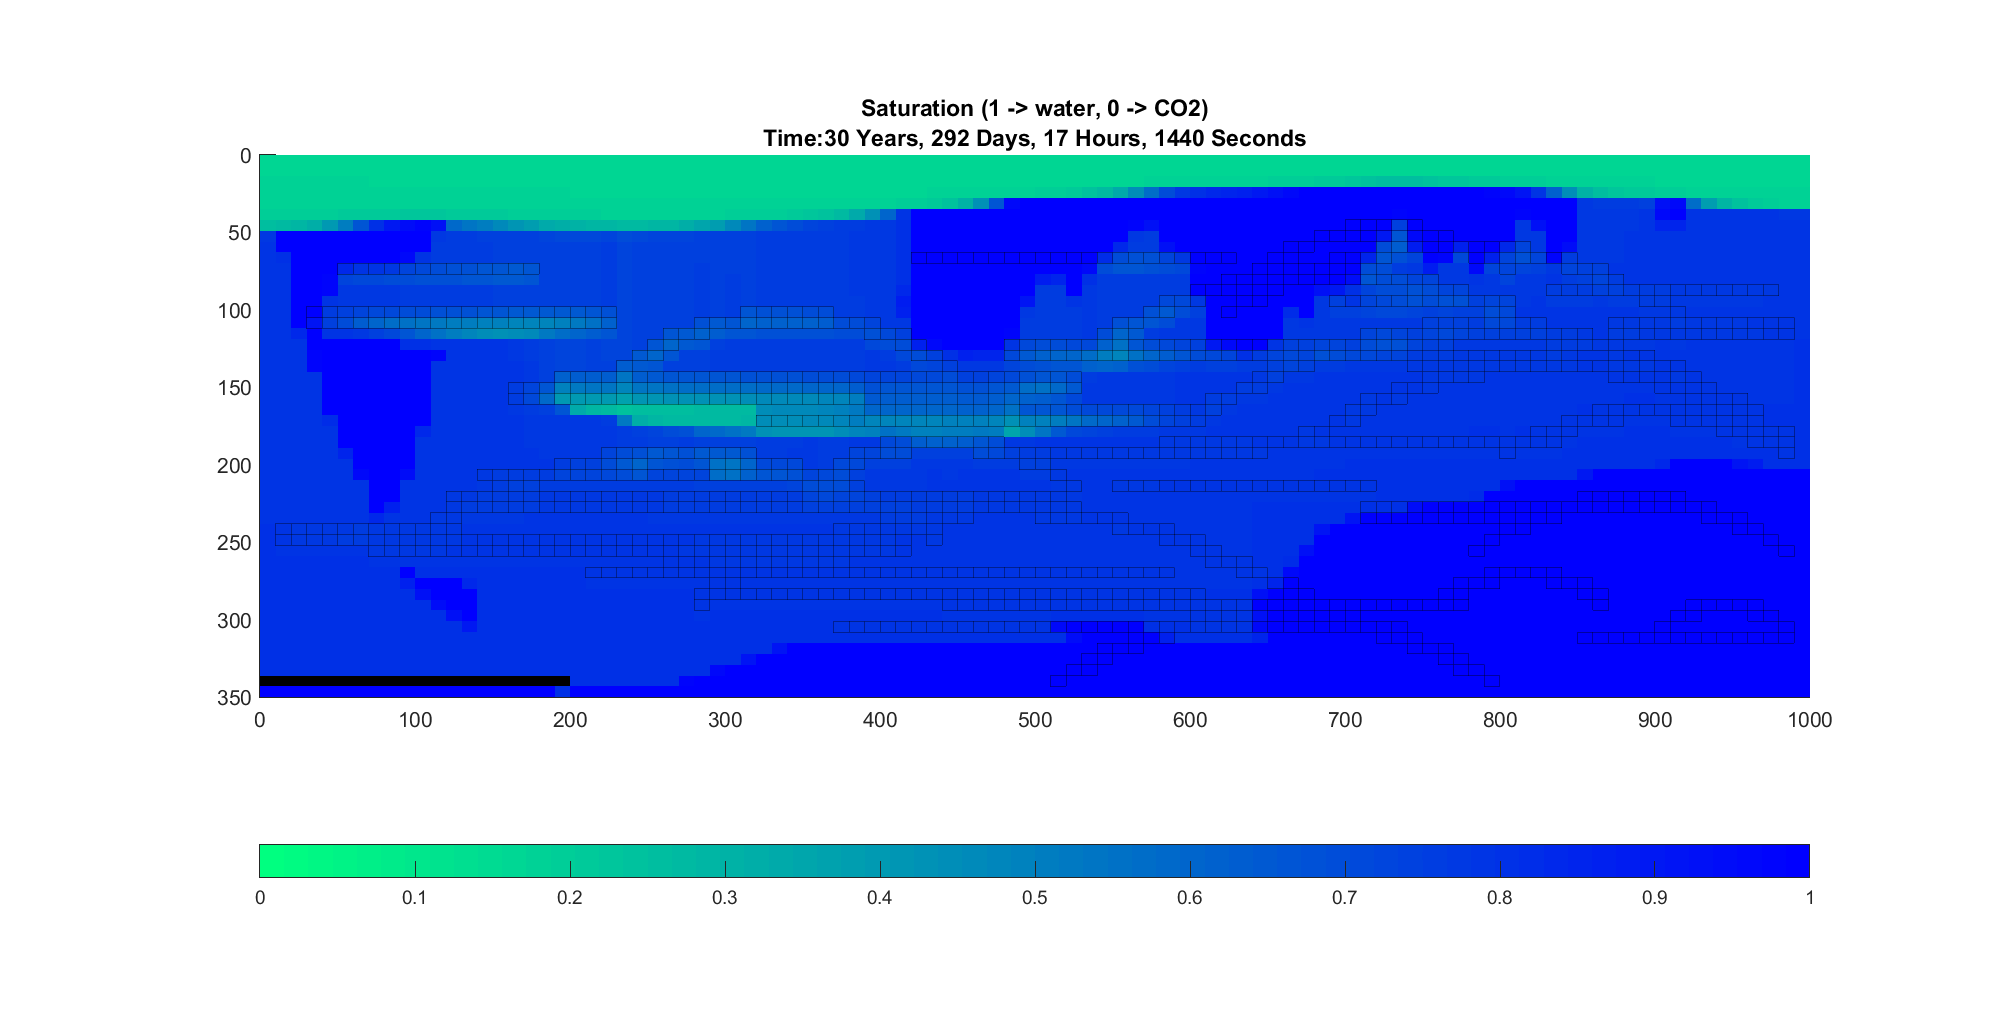 Saturation (1 -> water, 0 -> CO2)
Time:30 Years, 292 Days, 17 Hours, 1440 Seconds
0
50
100
150
200
250
300
350
0 100 200 300 400 500 600 700 800 900 1000
0 0.1 0.2 0.3 0.4 0.5 0.6 0.7 0.8 0.9 1